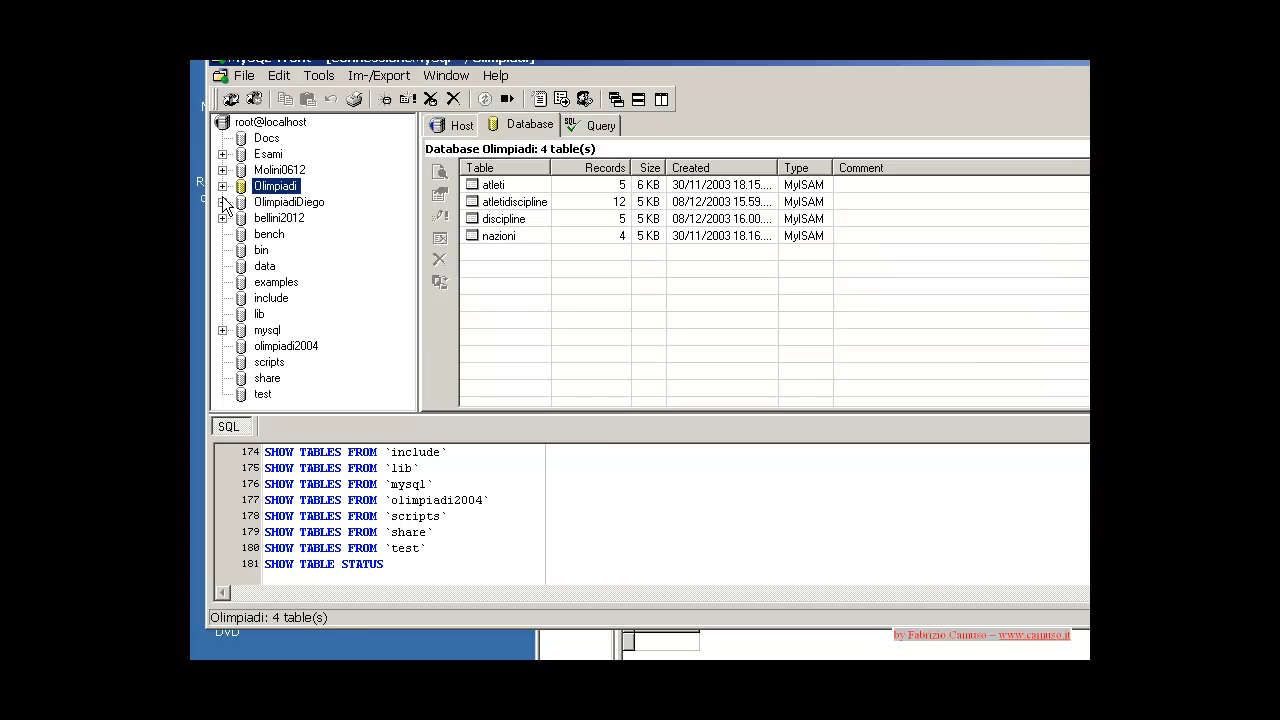 MySQL-Front - [connessioneMySql - /Olimpiadi]
File Edit Tools Im-/Export Window Help
root@localhost
Docs
Esami
Molini0612
Olimpiadi
OlimpiadiDiego
bellini2012
bench
bin
data
examples
include
lib
mysql
olimpiadi2004
scripts
share
test
Host Database SQL Query
Database Olimpiadi: 4 table(s)
Table Records Size Created Type Comment
atleti 5 6 KB 30/11/2003 18.15.... MyISAM
atletidiscipline 12 5 KB 08/12/2003 15.59.... MyISAM
discipline 5 5 KB 08/12/2003 16.00.... MyISAM
nazioni 4 5 KB 30/11/2003 18.16.... MyISAM
SQL
174 SHOW TABLES FROM `include`
175 SHOW TABLES FROM `lib`
176 SHOW TABLES FROM `mysql`
177 SHOW TABLES FROM `olimpiadi2004`
178 SHOW TABLES FROM `scripts`
179 SHOW TABLES FROM `share`
180 SHOW TABLES FROM `test`
181 SHOW TABLE STATUS
Olimpiadi: 4 table(s)
DVD
by Fabrizio Camuso – www.camuso.it